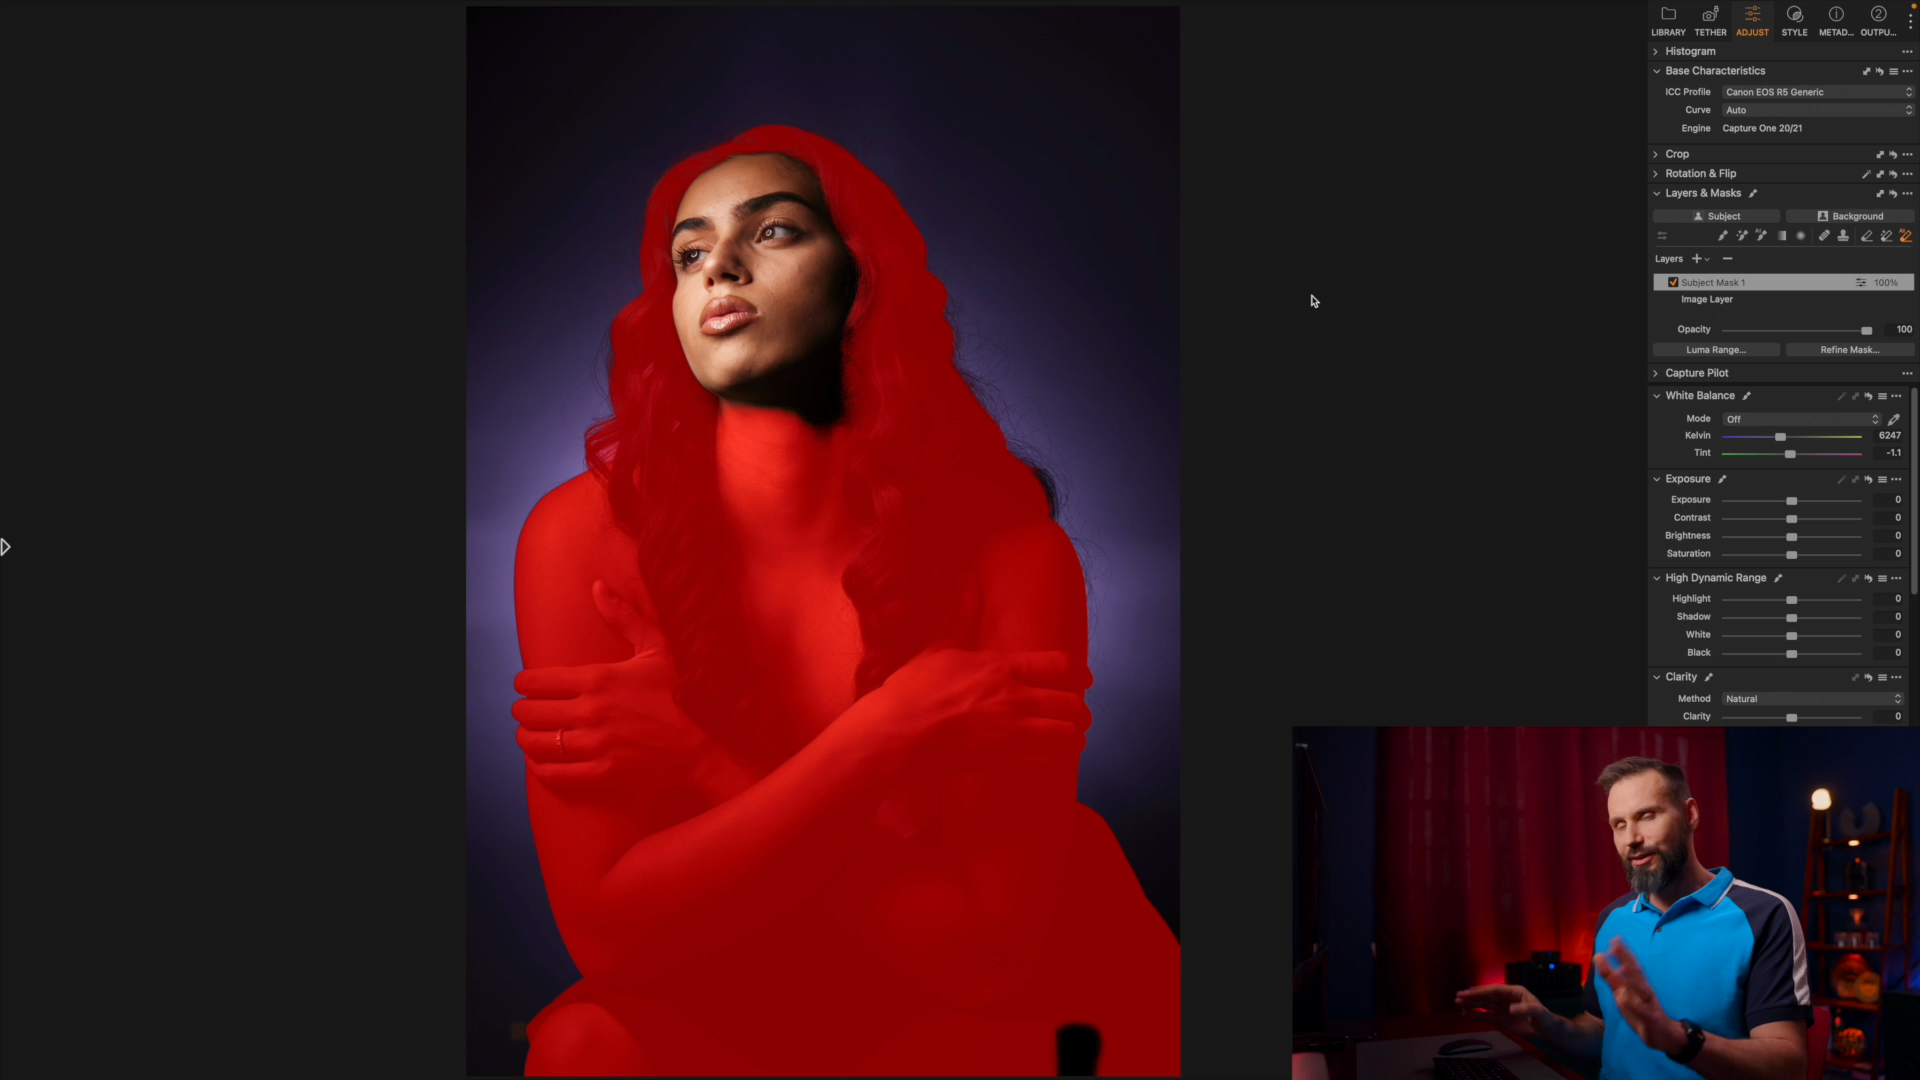 LIBRARY TETHER ADJUST STYLE METAD... OUTPU...
Histogram
Base Characteristics
ICC Profile Canon EOS R5 Generic
Curve Auto
Engine Capture One 20/21
Crop
Rotation & Flip
Layers & Masks
Subject Background
Layers
Subject Mask 1 100%
Image Layer
Opacity 100
Luma Range... Refine Mask...
Capture Pilot
White Balance
Mode Off
Kelvin 6247
Tint -1.1
Exposure
Exposure 0
Contrast 0
Brightness 0
Saturation 0
High Dynamic Range
Highlight 0
Shadow 0
White 0
Black 0
Clarity
Method Natural
Clarity 0